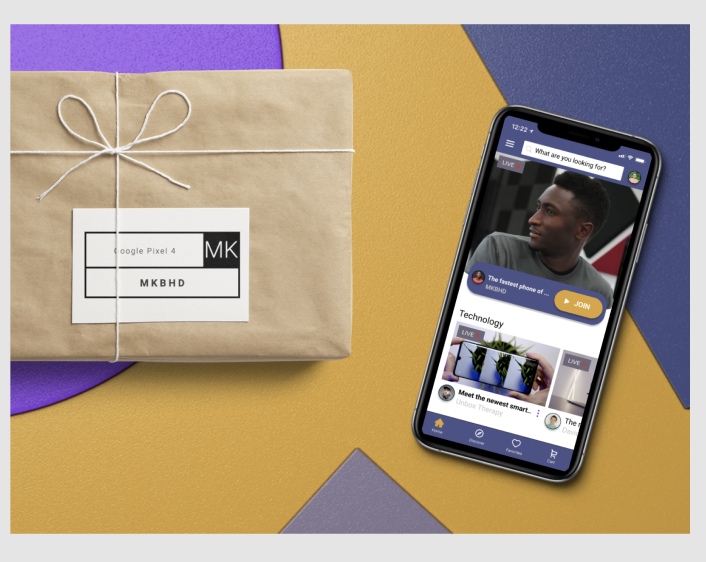 Google Pixel 4
MK
MKBHD
12:22
What are you looking for?
LIVE
The fastest phone of ...
MKBHD
JOIN
Technology
LIVE
LIVE
Meet the newest smart..
Unbox Therapy
The
Home
Discover
Favorites
Cart